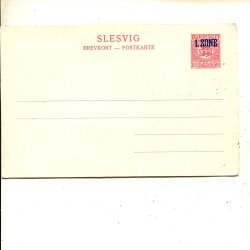 SLESVIG
BREVKORT — POSTKARTE
1. ZONE